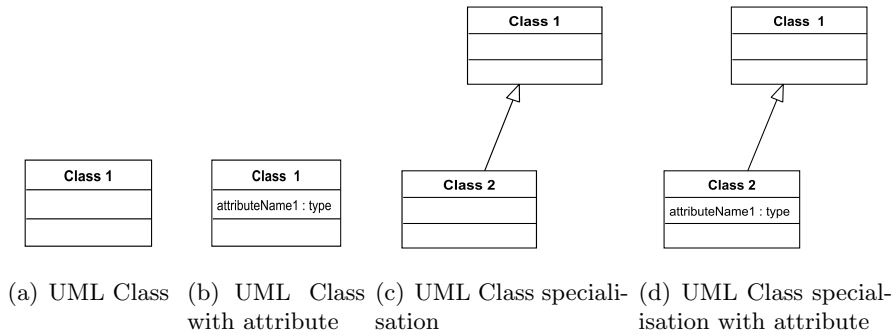 Class 1
Class 1
Class 1
Class 1
attributeName1 : type
Class 2
Class 2
attributeName1 : type
(a) UML Class
(b) UML Class
with attribute
(c) UML Class speciali-
sation
(d) UML Class special-
isation with attribute